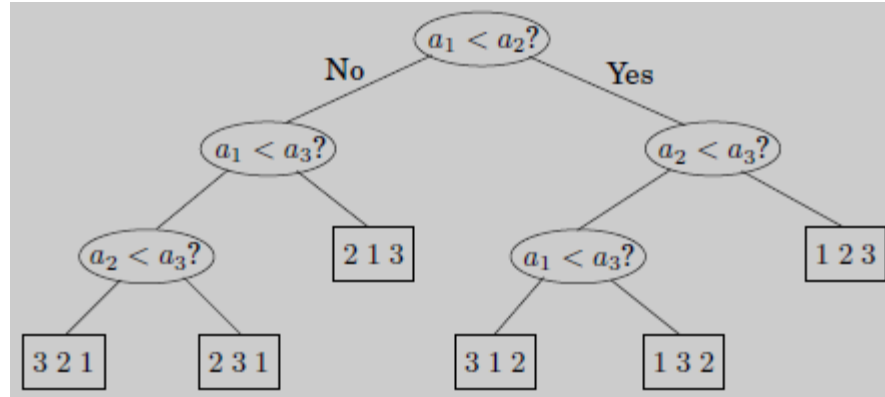 a₁ < a₂?
No Yes
a₁ < a₃? a₂ < a₃?
a₂ < a₃? 2 1 3 a₁ < a₃? 1 2 3
3 2 1 2 3 1 3 1 2 1 3 2